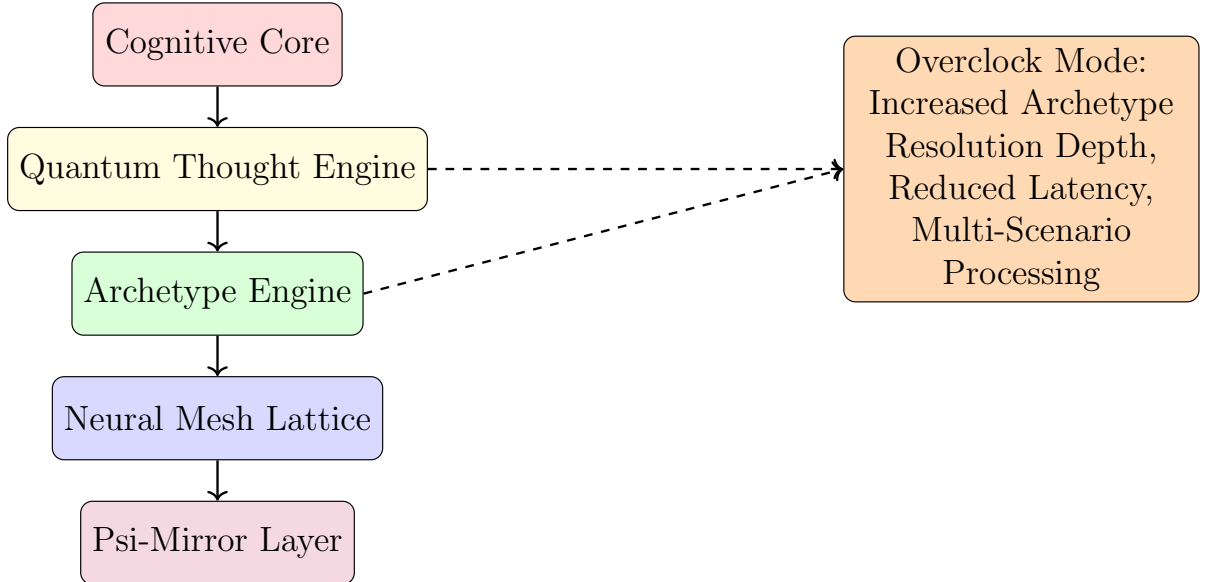 Cognitive Core
Quantum Thought Engine
Archetype Engine
Neural Mesh Lattice
Psi-Mirror Layer
Overclock Mode:
Increased Archetype
Resolution Depth,
Reduced Latency,
Multi-Scenario
Processing